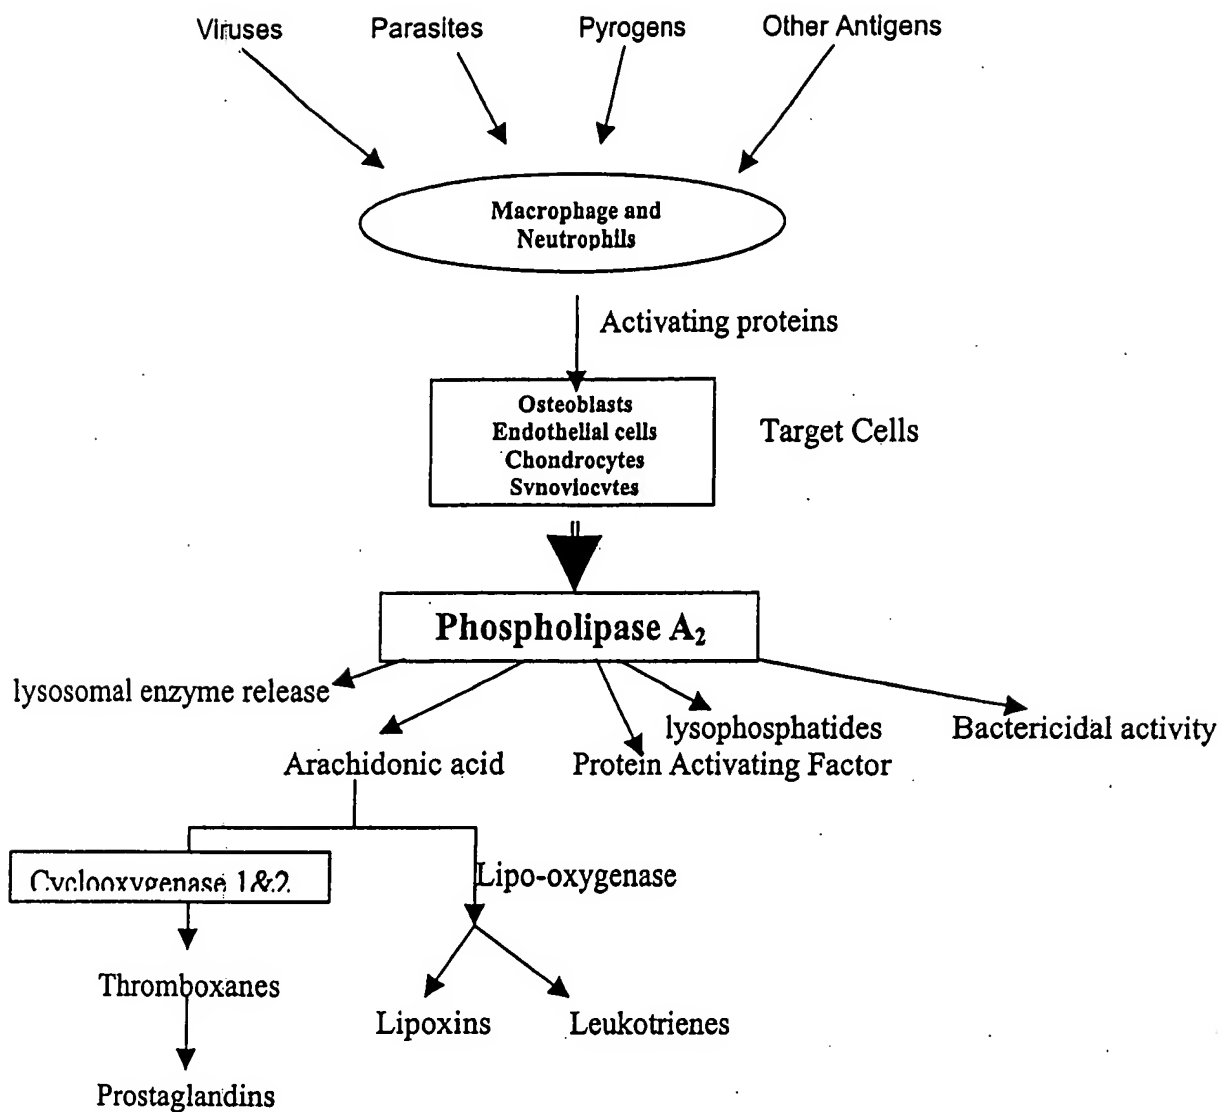 Viruses Parasites Pyrogens Other Antigens
Macrophage and
Neutrophils
Activating proteins
Osteoblasts
Endothelial cells
Chondrocytes
Synoviocytes
Target Cells
Phospholipase A₂
lysosomal enzyme release
lysophosphatides
Bactericidal activity
Arachidonic acid
Protein Activating Factor
Cyclooxygenase 1&2
Lipo-oxygenase
Thromboxanes
Lipoxins
Leukotrienes
Prostaglandins